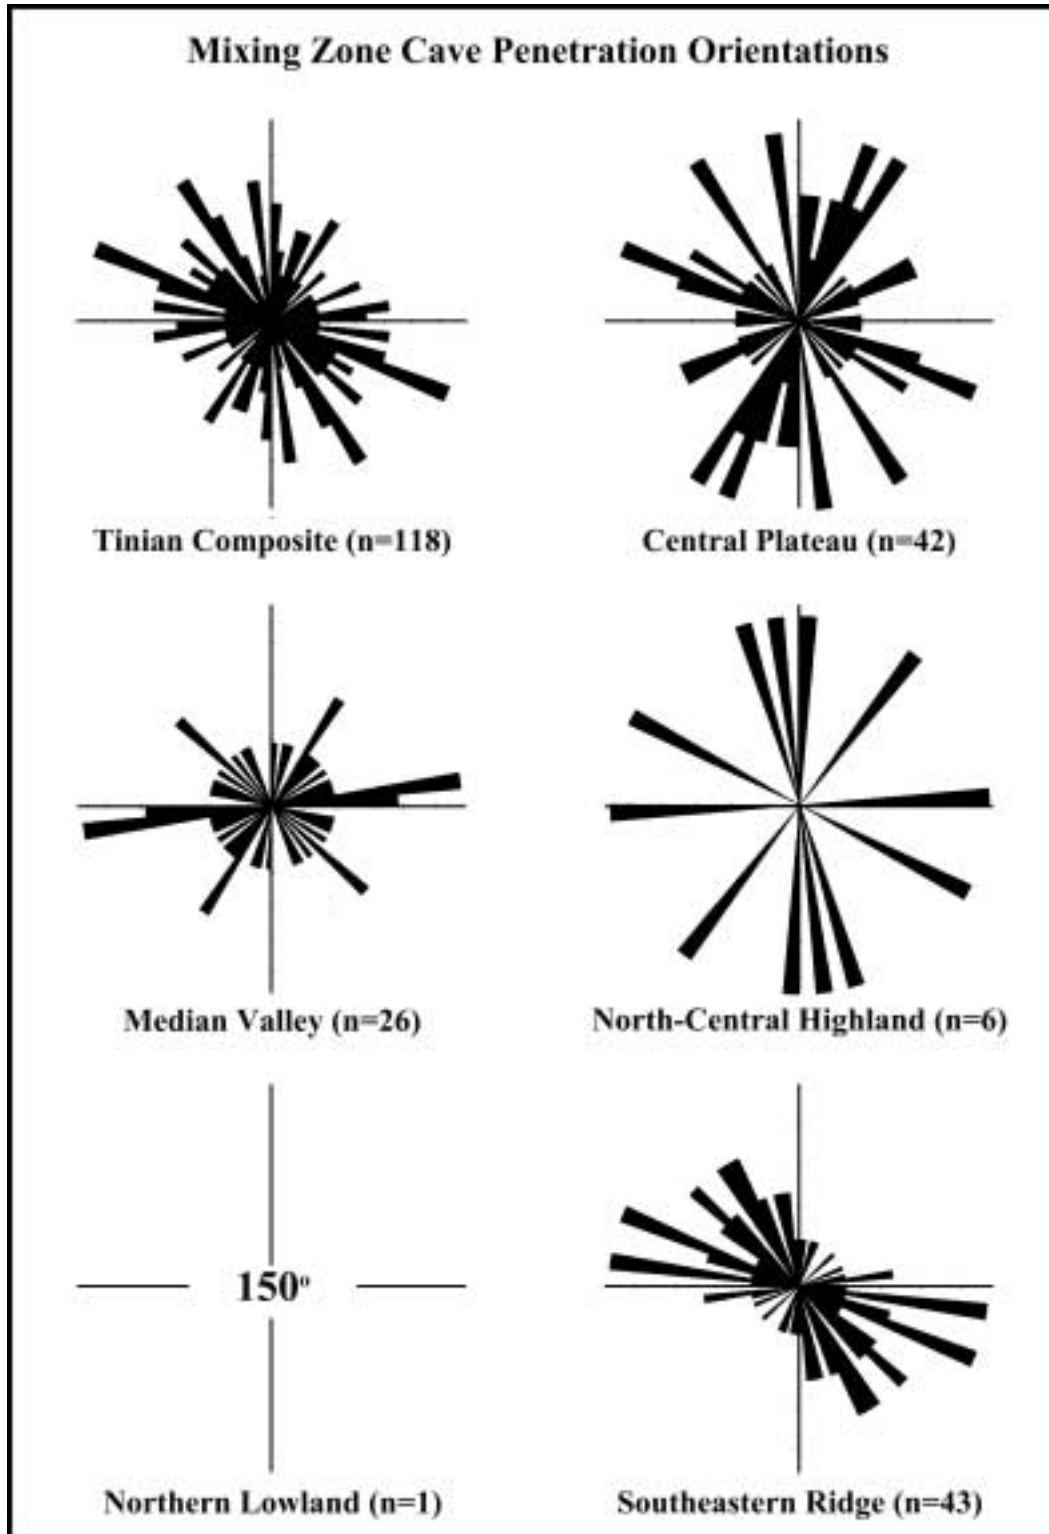 Mixing Zone Cave Penetration Orientations
Tinian Composite (n=118)
Central Plateau (n=42)
Median Valley (n=26)
North-Central Highland (n=6)
150°
Northern Lowland (n=1)
Southeastern Ridge (n=43)